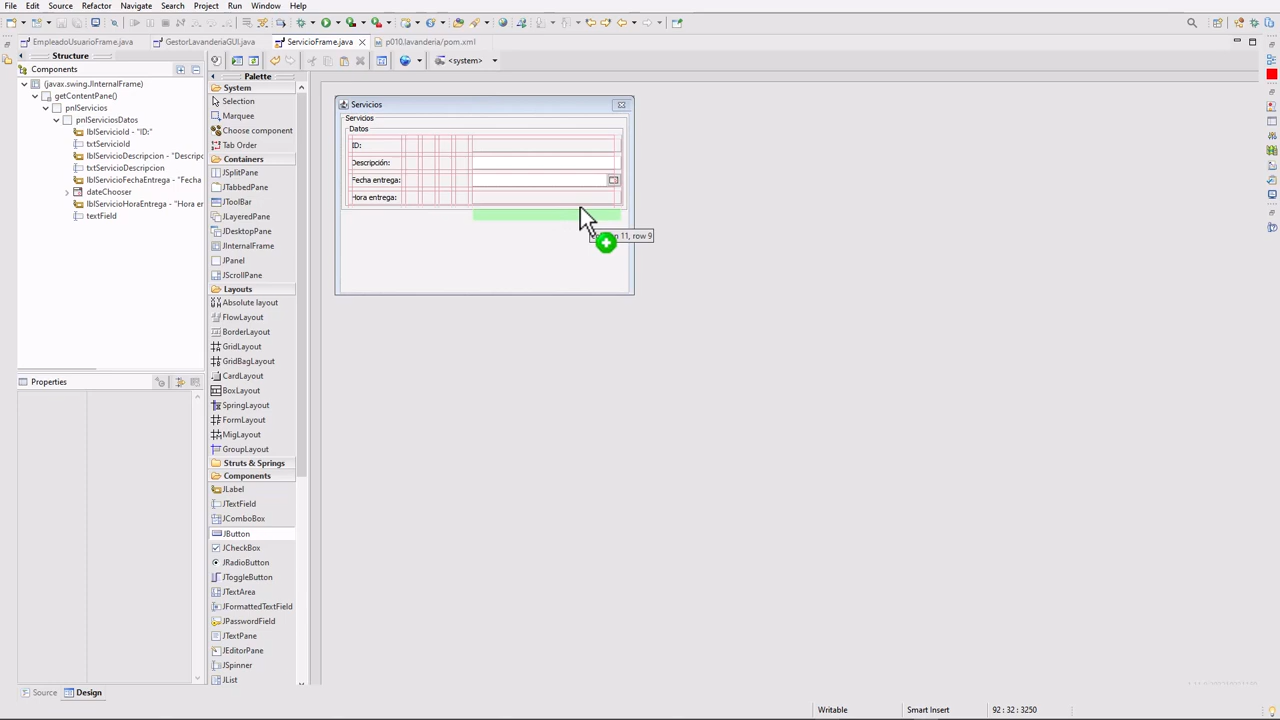 File Edit Source Refactor Navigate Search Project Run Window Help
EmpleadoUsuarioFrame.java GestorLavanderiaGUI.java ServicioFrame.java p010.lavanderia/pom.xml
Structure
Components
(javax.swing.JInternalFrame)
getContentPane()
pnlServicios
pnlServiciosDatos
lblServicioId - "ID:"
txtServicioId
lblServicioDescripcion - "Descripc
txtServicioDescripcion
lblServicioFechaEntrega - "Fecha
dateChooser
lblServicioHoraEntrega - "Hora en
textField
Properties
Source Design
<system>
Palette
System
Selection
Marquee
Choose component
Tab Order
Containers
JSplitPane
JTabbedPane
JToolBar
JLayeredPane
JDesktopPane
JInternalFrame
JPanel
JScrollPane
Layouts
Absolute layout
FlowLayout
BorderLayout
GridLayout
GridBagLayout
CardLayout
BoxLayout
SpringLayout
FormLayout
MigLayout
GroupLayout
Struts & Springs
Components
JLabel
JTextField
JComboBox
JButton
JCheckBox
JRadioButton
JToggleButton
JTextArea
JFormattedTextField
JPasswordField
JTextPane
JEditorPane
JSpinner
JList
Servicios
Servicios
Datos
ID:
Descripción:
Fecha entrega:
Hora entrega:
11, row 9
Writable Smart Insert 92 : 32 : 3250